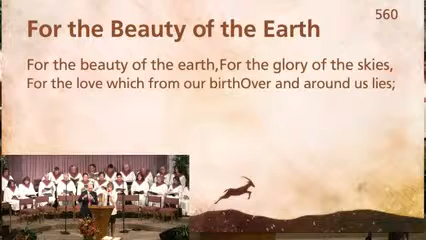 560
For the Beauty of the Earth
For the beauty of the earth,For the glory of the skies,
For the love which from our birthOver and around us lies;